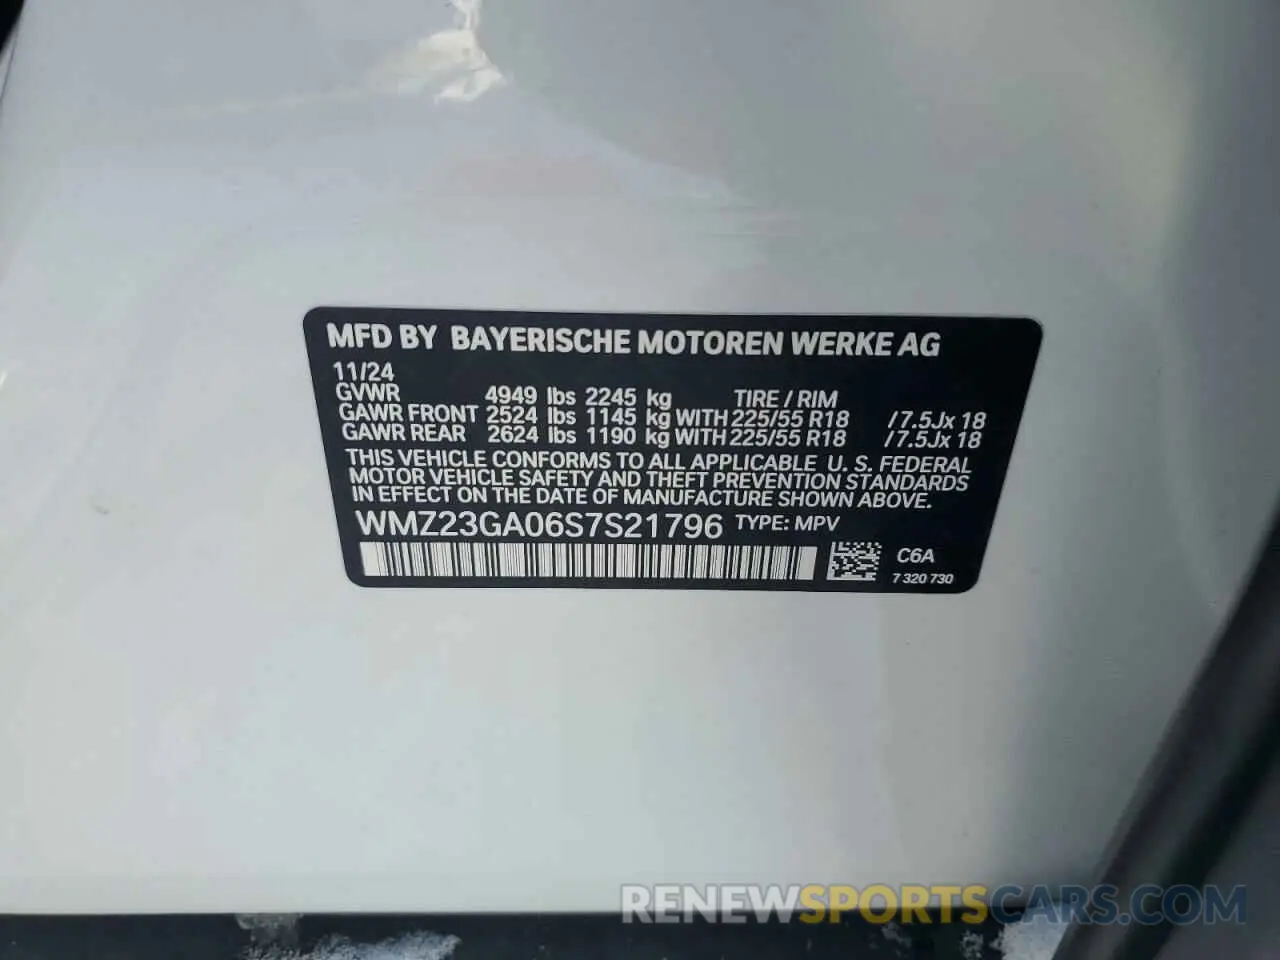 MFD BY BAYERISCHE MOTOREN WERKE AG
11/24
GVWR 4949 lbs 2245 kg TIRE / RIM
GAWR FRONT 2524 lbs 1145 kg WITH 225/55 R18 /7.5Jx 18
GAWR REAR 2624 lbs 1190 kg WITH 225/55 R18 /7.5Jx 18
THIS VEHICLE CONFORMS TO ALL APPLICABLE U. S. FEDERAL
MOTOR VEHICLE SAFETY AND THEFT PREVENTION STANDARDS
IN EFFECT ON THE DATE OF MANUFACTURE SHOWN ABOVE.
WMZ23GA06S7S21796 TYPE: MPV
C6A
7 320 730
RENEWSPORTSCARS.COM